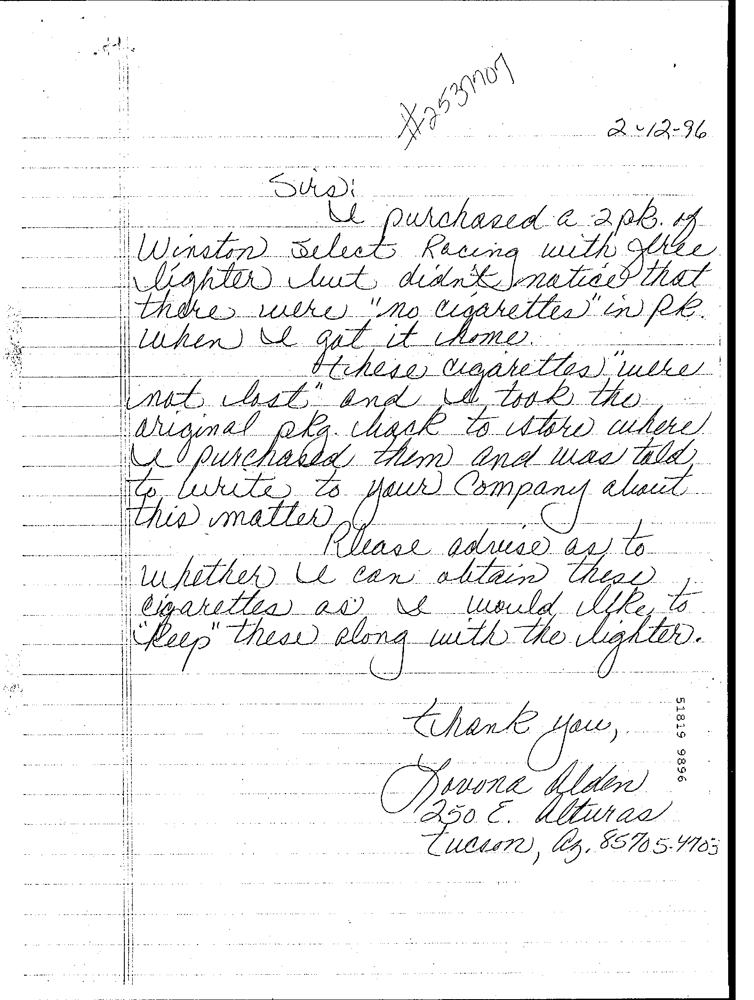 #2537707
2-12-96
Sirs:
I purchased a 2 pk. of
Winston Select Racing with free
lighter but didn't notice that
there were "no cigarettes" in pk.
when I got it home.
These cigarettes "were
not lost" and I took the
original pkg. back to store where
I purchased them and was told
to write to your Company about
this matter
Please advise as to
whether I can obtain these
cigarettes as I would like to
"keep" these along with the lighter.
Thank you,
Lovona Alden
250 E. Alturas
Tucson, Az. 85705-4703
51819 9896